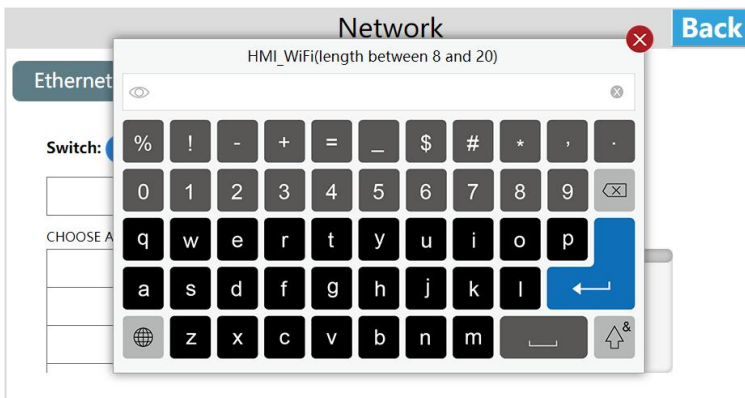 Network
Back
HMI_WiFi(length between 8 and 20)
Ethernet
% ! - + = _ $ # * , .
Switch:
0 1 2 3 4 5 6 7 8 9
CHOOSE A
q w e r t y u i o p
a s d f g h j k l
z x c v b n m
&